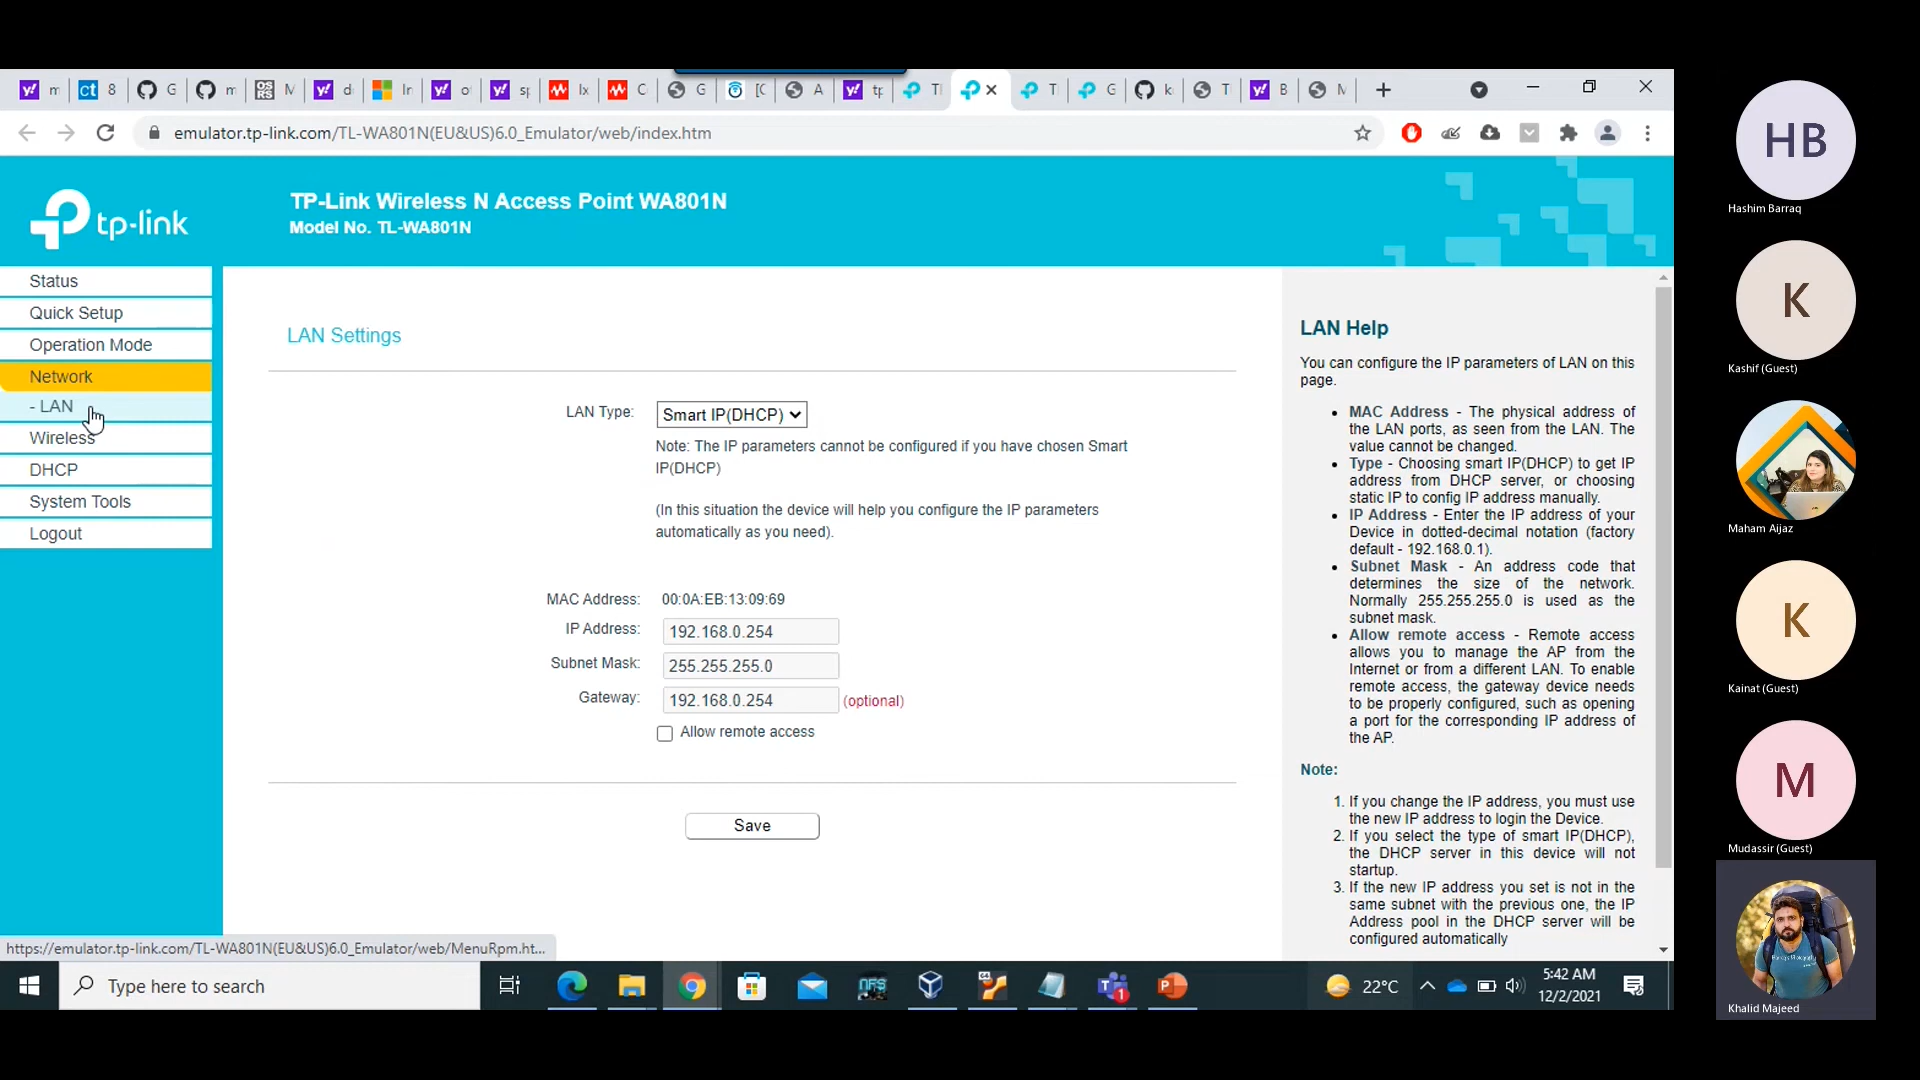 m
ct 8
G
m
OS RS M
d
In
o
sp
Ix
C
G
[C
A
tp
Tl
T
G
k
T
B
M
emulator.tp-link.com/TL-WA801N(EU&US)6.0_Emulator/web/index.htm
tp-link
TP-Link Wireless N Access Point WA801N
Model No. TL-WA801N
Status
Quick Setup
Operation Mode
Network
- LAN
Wireless
DHCP
System Tools
Logout
LAN Settings
LAN Type: Smart IP(DHCP)
Note: The IP parameters cannot be configured if you have chosen Smart
IP(DHCP)
(In this situation the device will help you configure the IP parameters
automatically as you need).
MAC Address: 00:0A:EB:13:09:69
IP Address: 192.168.0.254
Subnet Mask: 255.255.255.0
Gateway: 192.168.0.254 (optional)
Allow remote access
Save
LAN Help
You can configure the IP parameters of LAN on this
page.
• MAC Address - The physical address of
the LAN ports, as seen from the LAN. The
value cannot be changed.
• Type - Choosing smart IP(DHCP) to get IP
address from DHCP server, or choosing
static IP to config IP address manually.
• IP Address - Enter the IP address of your
Device in dotted-decimal notation (factory
default - 192.168.0.1).
• Subnet Mask - An address code that
determines the size of the network.
Normally 255.255.255.0 is used as the
subnet mask.
• Allow remote access - Remote access
allows you to manage the AP from the
Internet or from a different LAN. To enable
remote access, the gateway device needs
to be properly configured, such as opening
a port for the corresponding IP address of
the AP.
Note:
1. If you change the IP address, you must use
the new IP address to login the Device.
2. If you select the type of smart IP(DHCP),
the DHCP server in this device will not
startup.
3. If the new IP address you set is not in the
same subnet with the previous one, the IP
Address pool in the DHCP server will be
configured automatically
https://emulator.tp-link.com/TL-WA801N(EU&US)6.0_Emulator/web/MenuRpm.ht...
Type here to search
22°C
5:42 AM
12/2/2021
HB
Hashim Barraq
K
Kashif (Guest)
Maham Aijaz
K
Kainat (Guest)
M
Mudassir (Guest)
Khalid Majeed